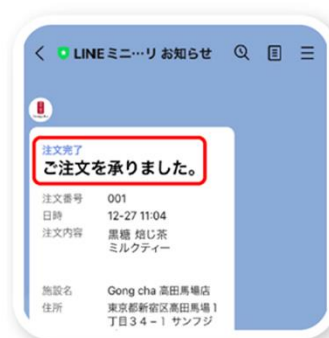 LINEミニ…リ お知らせ
注文完了
ご注文を承りました。
注文番号 001
日時 12-27 11:04
注文内容 黒糖 焙じ茶
ミルクティー
施設名 Gong cha 高田馬場店
住所 東京都新宿区高田馬場1
丁目34-1 サンフジ